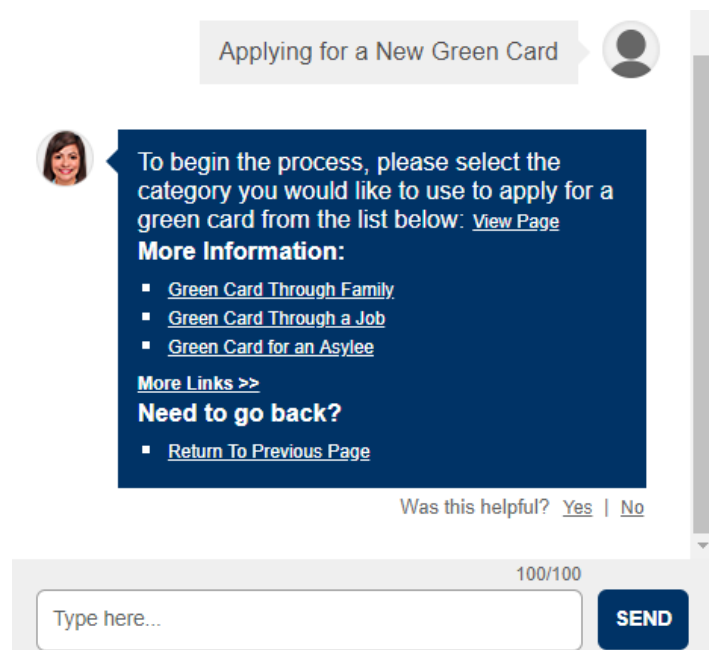 Applying for a New Green Card
To begin the process, please select the
category you would like to use to apply for a
green card from the list below: View Page
More Information:
Green Card Through Family
Green Card Through a Job
Green Card for an Asylee
More Links >>
Need to go back?
Return To Previous Page
Was this helpful? Yes | No
100/100
Type here...
SEND